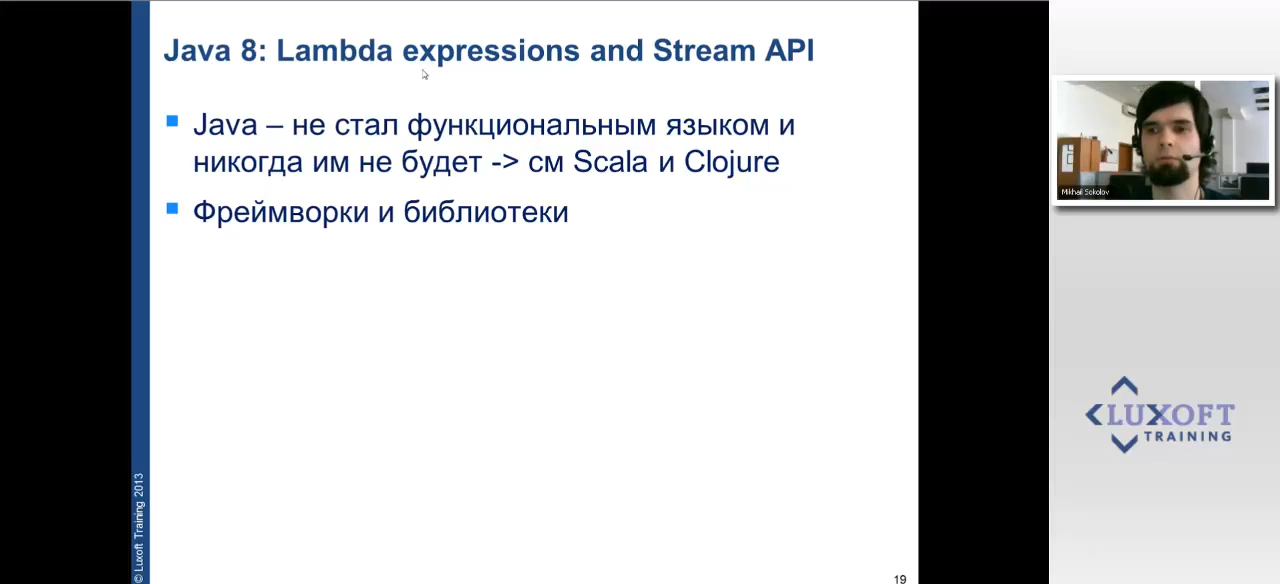 Java 8: Lambda expressions and Stream API
Java – не стал функциональным языком и
никогда им не будет -> см Scala и Clojure
Фреймворки и библиотеки
© Luxoft Training 2013
19
Mikhail Sokolov
LUXOFT
TRAINING